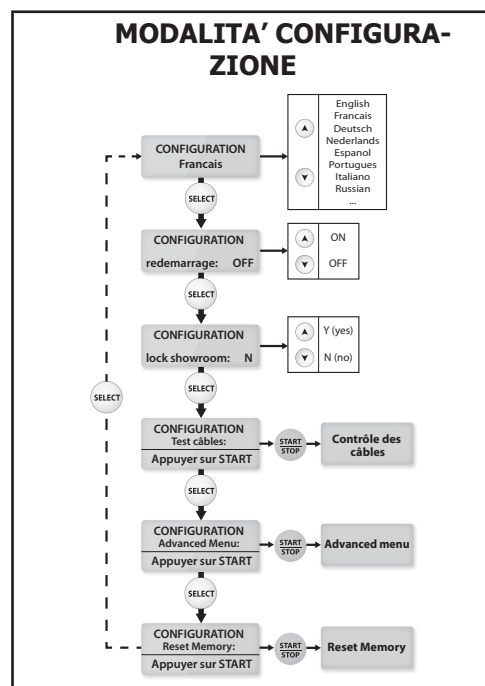 MODALITA’ CONFIGURA-
ZIONE
CONFIGURATION
Francais
English
Francais
Deutsch
Nederlands
Espanol
Portugues
Italiano
Russian
...
SELECT
CONFIGURATION
redemarrage: OFF
ON
OFF
SELECT
CONFIGURATION
lock showroom: N
Y (yes)
N (no)
SELECT
SELECT
CONFIGURATION
Test câbles:
Appuyer sur START
START
STOP
Contrôle des
câbles
SELECT
CONFIGURATION
Advanced Menu:
Appuyer sur START
START
STOP
Advanced menu
SELECT
CONFIGURATION
Reset Memory:
Appuyer sur START
START
STOP
Reset Memory